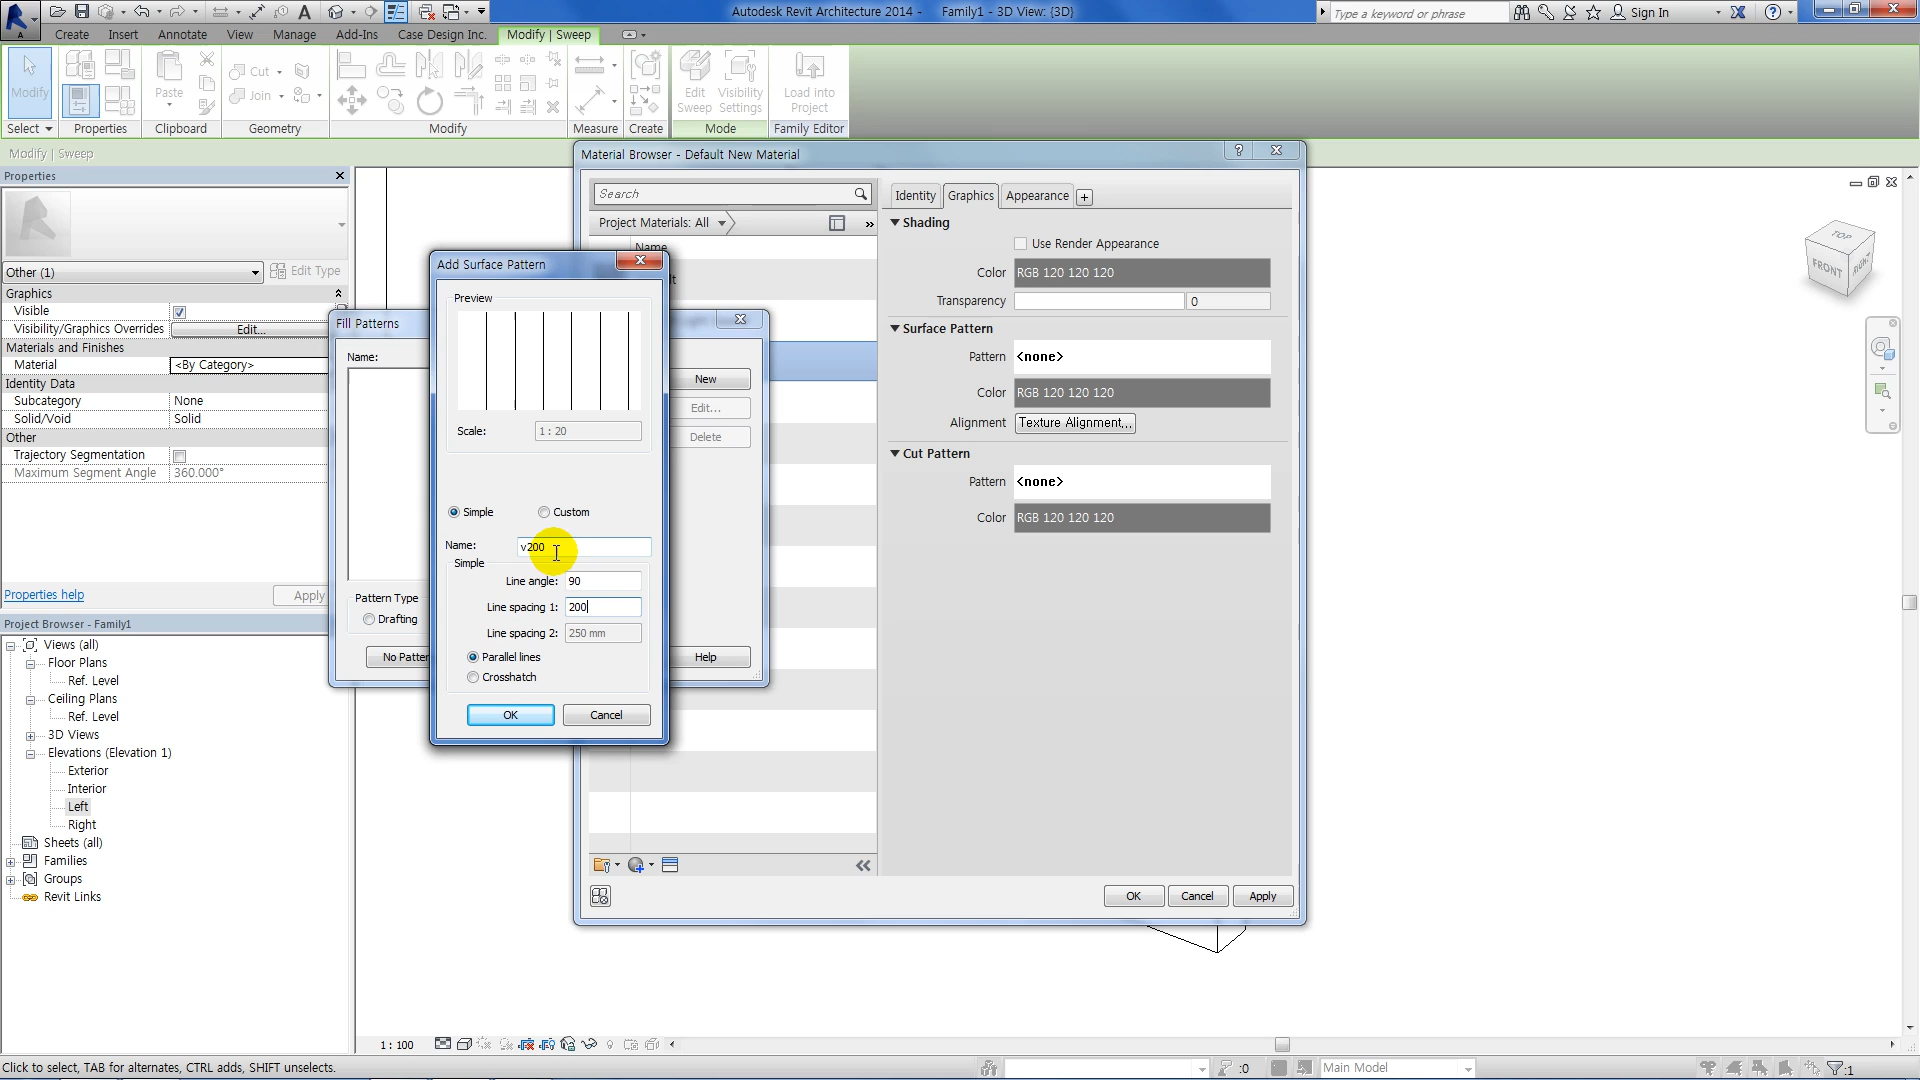 Autodesk Revit Architecture 2014 - Family1 - 3D View: {3D}
Type a keyword or phrase
Sign In
Create Insert Annotate View Manage Add-Ins Case Design Inc. Modify | Sweep
Modify
Paste
Cut
Join
Edit Sweep
Visibility Settings
Load into Project
Select Properties Clipboard Geometry Modify Measure Create Mode Family Editor
Modify | Sweep
Properties
Other (1)
Edit Type
Graphics
Visible
Visibility/Graphics Overrides Edit...
Materials and Finishes
Material <By Category>
Identity Data
Subcategory None
Solid/Void Solid
Other
Trajectory Segmentation
Maximum Segment Angle 360.000°
Properties help
Apply
Project Browser - Family1
Views (all)
Floor Plans
Ref. Level
Ceiling Plans
Ref. Level
3D Views
Elevations (Elevation 1)
Exterior
Interior
Left
Right
Sheets (all)
Families
Groups
Revit Links
Fill Patterns
Name:
New
Edit...
Delete
Pattern Type
Drafting
No Patter
Help
Add Surface Pattern
Preview
Scale: 1 : 20
Simple Custom
Name: v200
Simple
Line angle: 90
Line spacing 1: 200
Line spacing 2: 250 mm
Parallel lines
Crosshatch
OK Cancel
Material Browser - Default New Material
Search
Project Materials: All
Name
Identity Graphics Appearance
Shading
Use Render Appearance
Color RGB 120 120 120
Transparency 0
Surface Pattern
Pattern <none>
Color RGB 120 120 120
Alignment Texture Alignment...
Cut Pattern
Pattern <none>
Color RGB 120 120 120
OK Cancel Apply
TOP
FRONT
RIGHT
1 : 100
Click to select, TAB for alternates, CTRL adds, SHIFT unselects.
:0
Main Model
:1